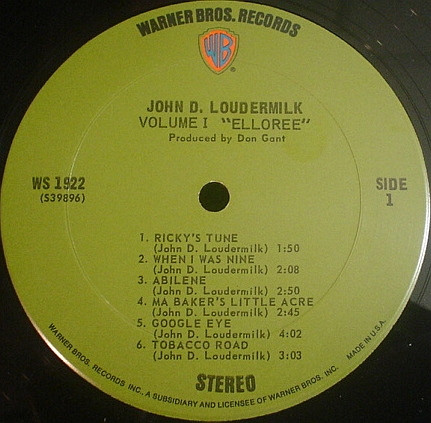 WARNER BROS. RECORDS
WB
®
JOHN D. LOUDERMILK
VOLUME I "ELLOREE"
Produced by Don Gant
WS 1922
(S39896)
SIDE
1
1. RICKY'S TUNE
(John D. Loudermilk) 1:50
2. WHEN I WAS NINE
(John D. Loudermilk) 2:08
3. ABILENE
(John D. Loudermilk) 2:50
4. MA BAKER'S LITTLE ACRE
(John D. Loudermilk) 2:45
5. GOOGLE EYE
(John D. Loudermilk) 4:02
6. TOBACCO ROAD
(John D. Loudermilk) 3:03
STEREO
WARNER BROS. RECORDS INC., A SUBSIDIARY AND LICENSEE OF WARNER BROS. INC. MADE IN U.S.A.